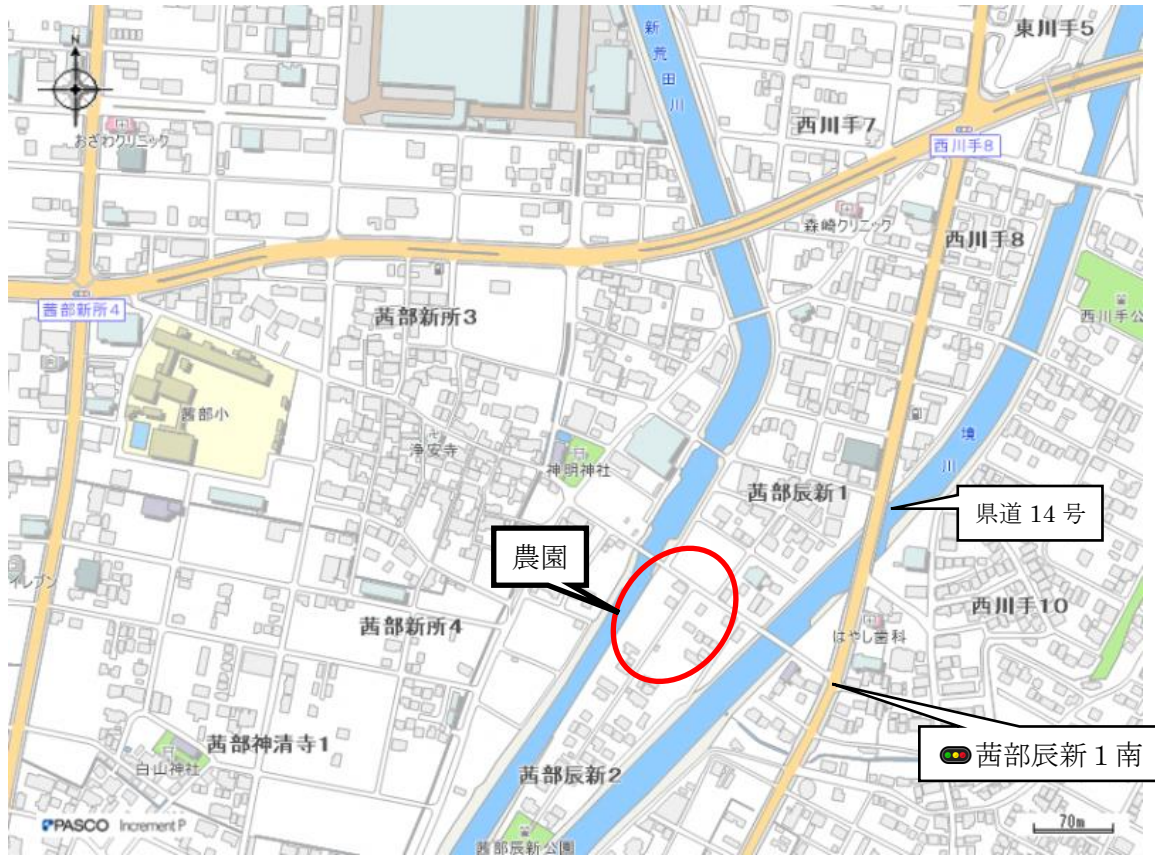 東川手5
新荒田川
N
西川手7
おざわクリニック
西川手8
森崎クリニック
西川手8
茜部新所4
茜部新所3
西川手公
茜部小
浄安寺
神明神社
境川
茜部辰新1
県道 14 号
農園
イレブン
茜部新所4
西川手10
はやし歯科
茜部神清寺1
白山神社
茜部辰新 1 南
茜部辰新2
PASCO Increment P
70m
茜部辰新公園